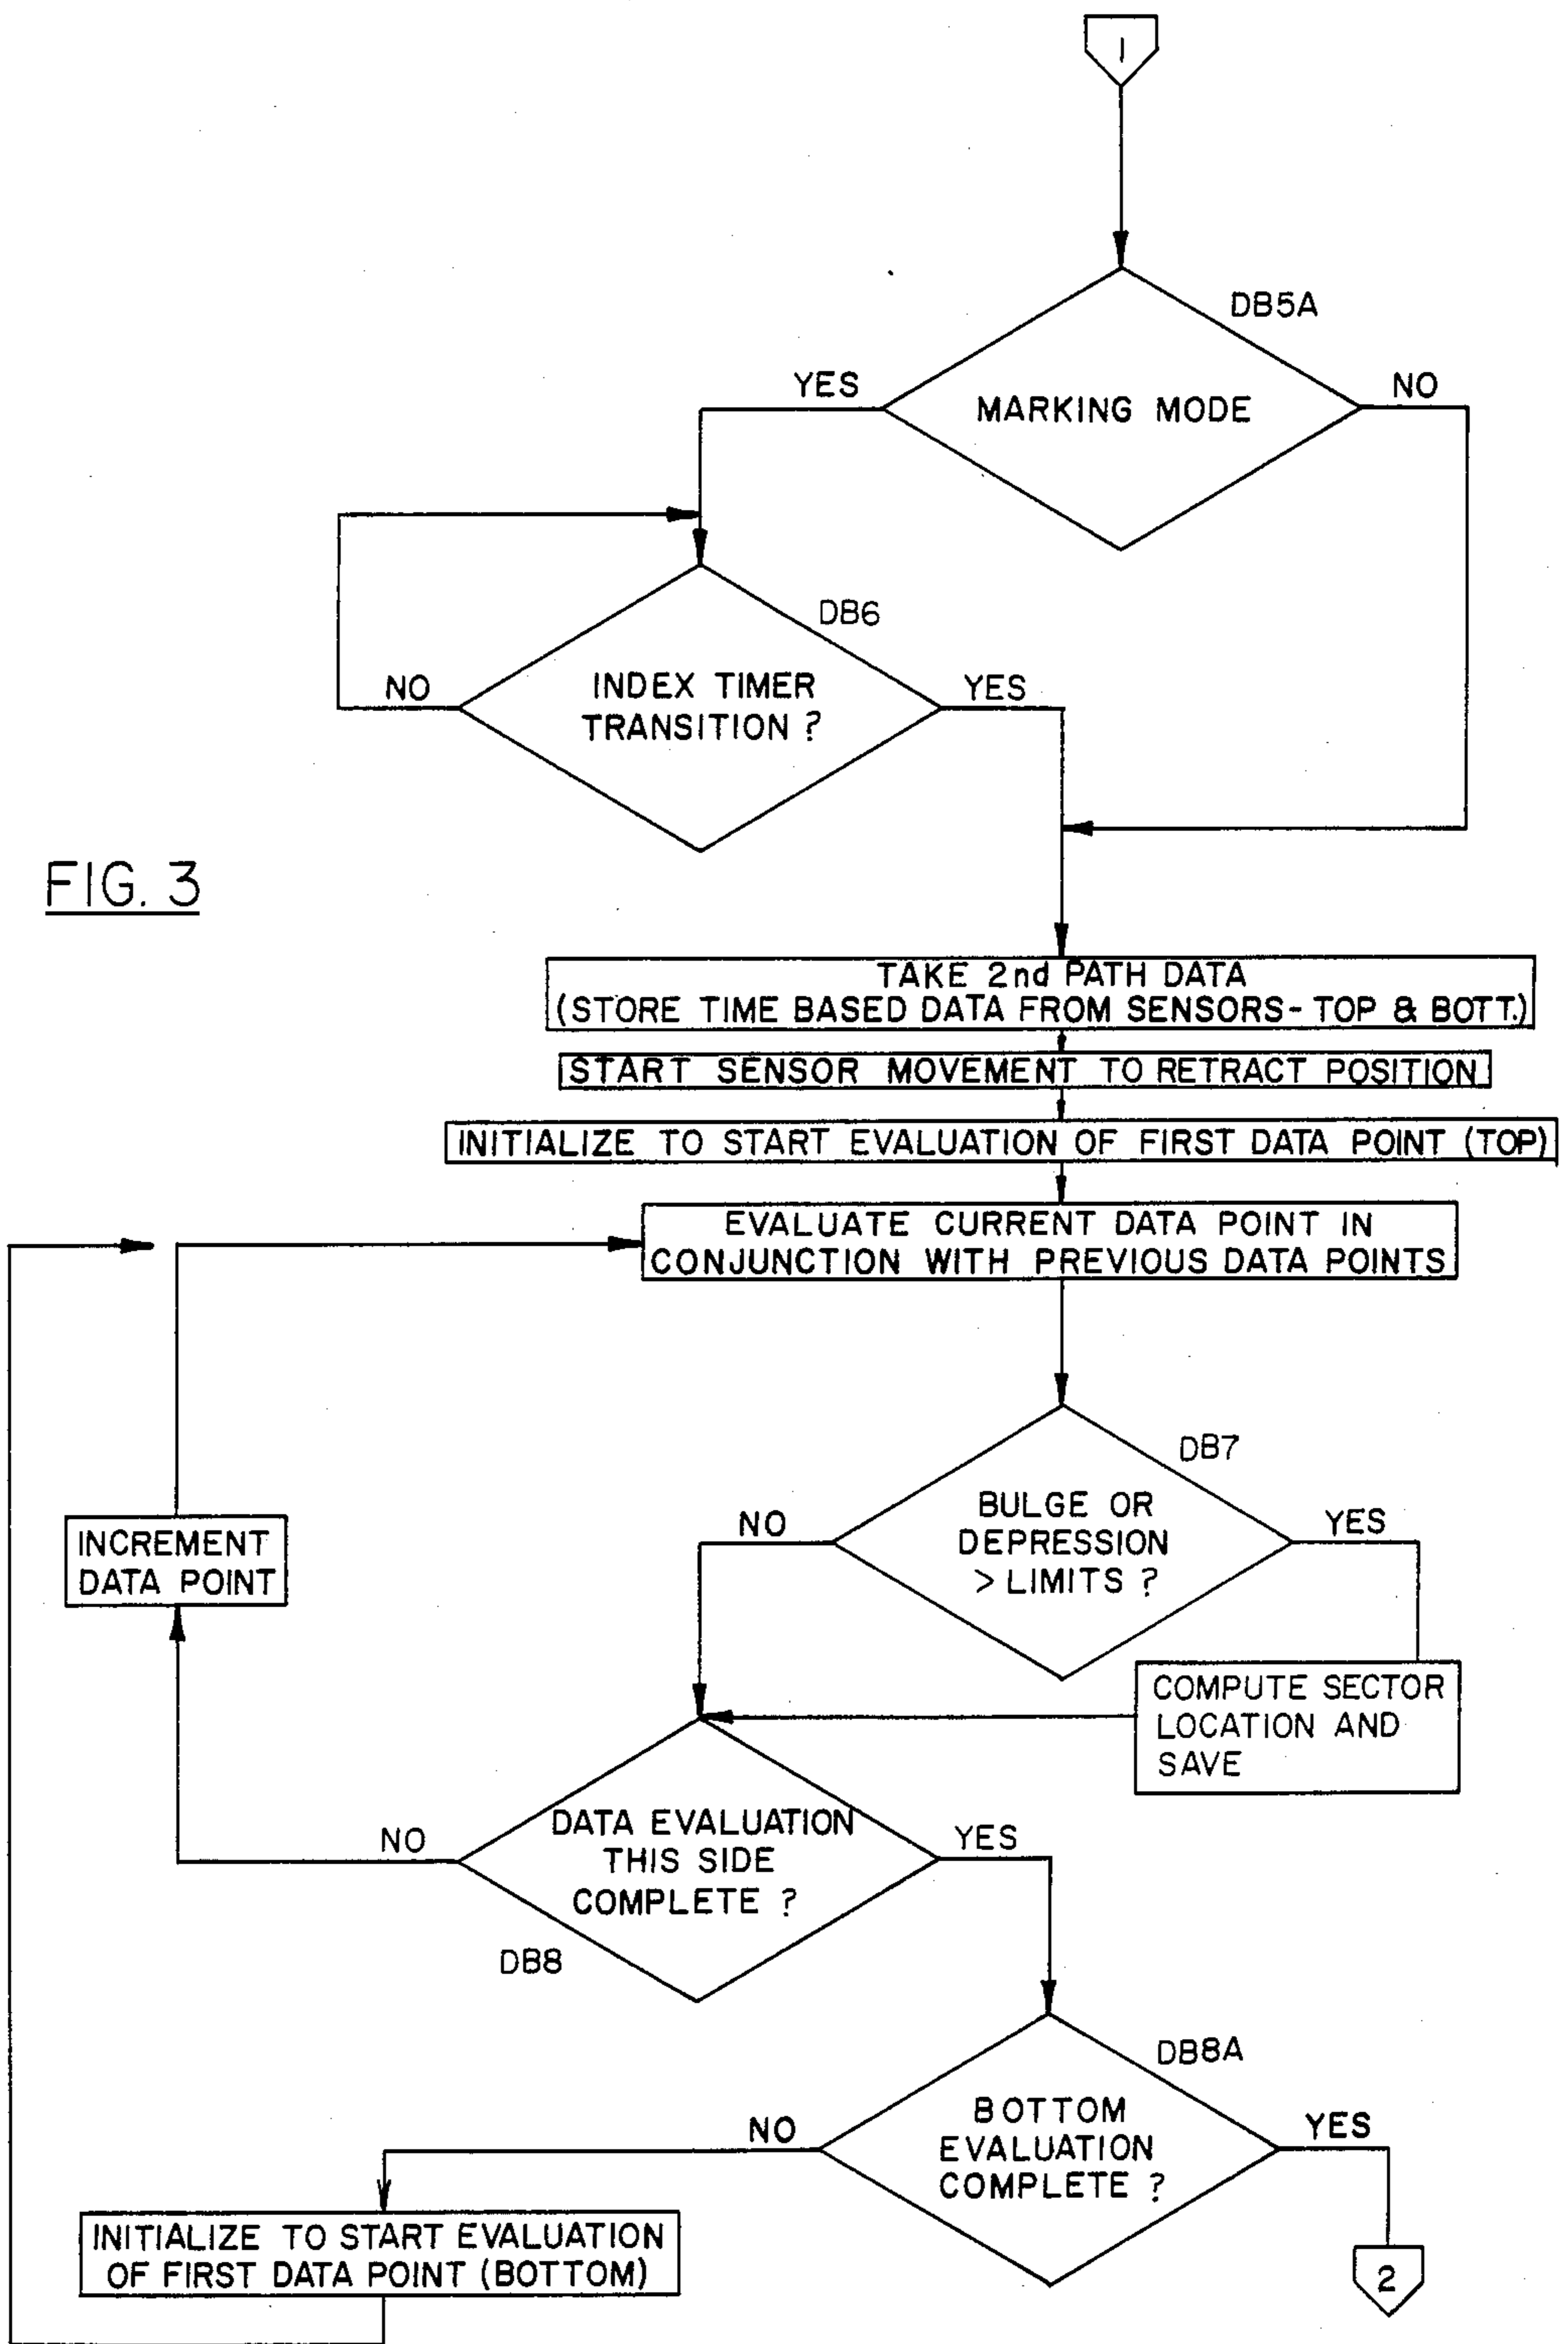 1
DB5A
YES
NO
MARKING MODE
DB6
NO
INDEX TIMER
TRANSITION ?
YES
FIG. 3
TAKE 2nd PATH DATA
(STORE TIME BASED DATA FROM SENSORS- TOP & BOTT.)
START SENSOR MOVEMENT TO RETRACT POSITION
INITIALIZE TO START EVALUATION OF FIRST DATA POINT (TOP)
EVALUATE CURRENT DATA POINT IN
CONJUNCTION WITH PREVIOUS DATA POINTS
DB7
NO
BULGE OR
DEPRESSION
> LIMITS ?
YES
INCREMENT
DATA POINT
COMPUTE SECTOR
LOCATION AND
SAVE
NO
DATA EVALUATION
THIS SIDE
COMPLETE ?
YES
DB8
DB8A
NO
BOTTOM
EVALUATION
COMPLETE ?
YES
INITIALIZE TO START EVALUATION
OF FIRST DATA POINT (BOTTOM)
2